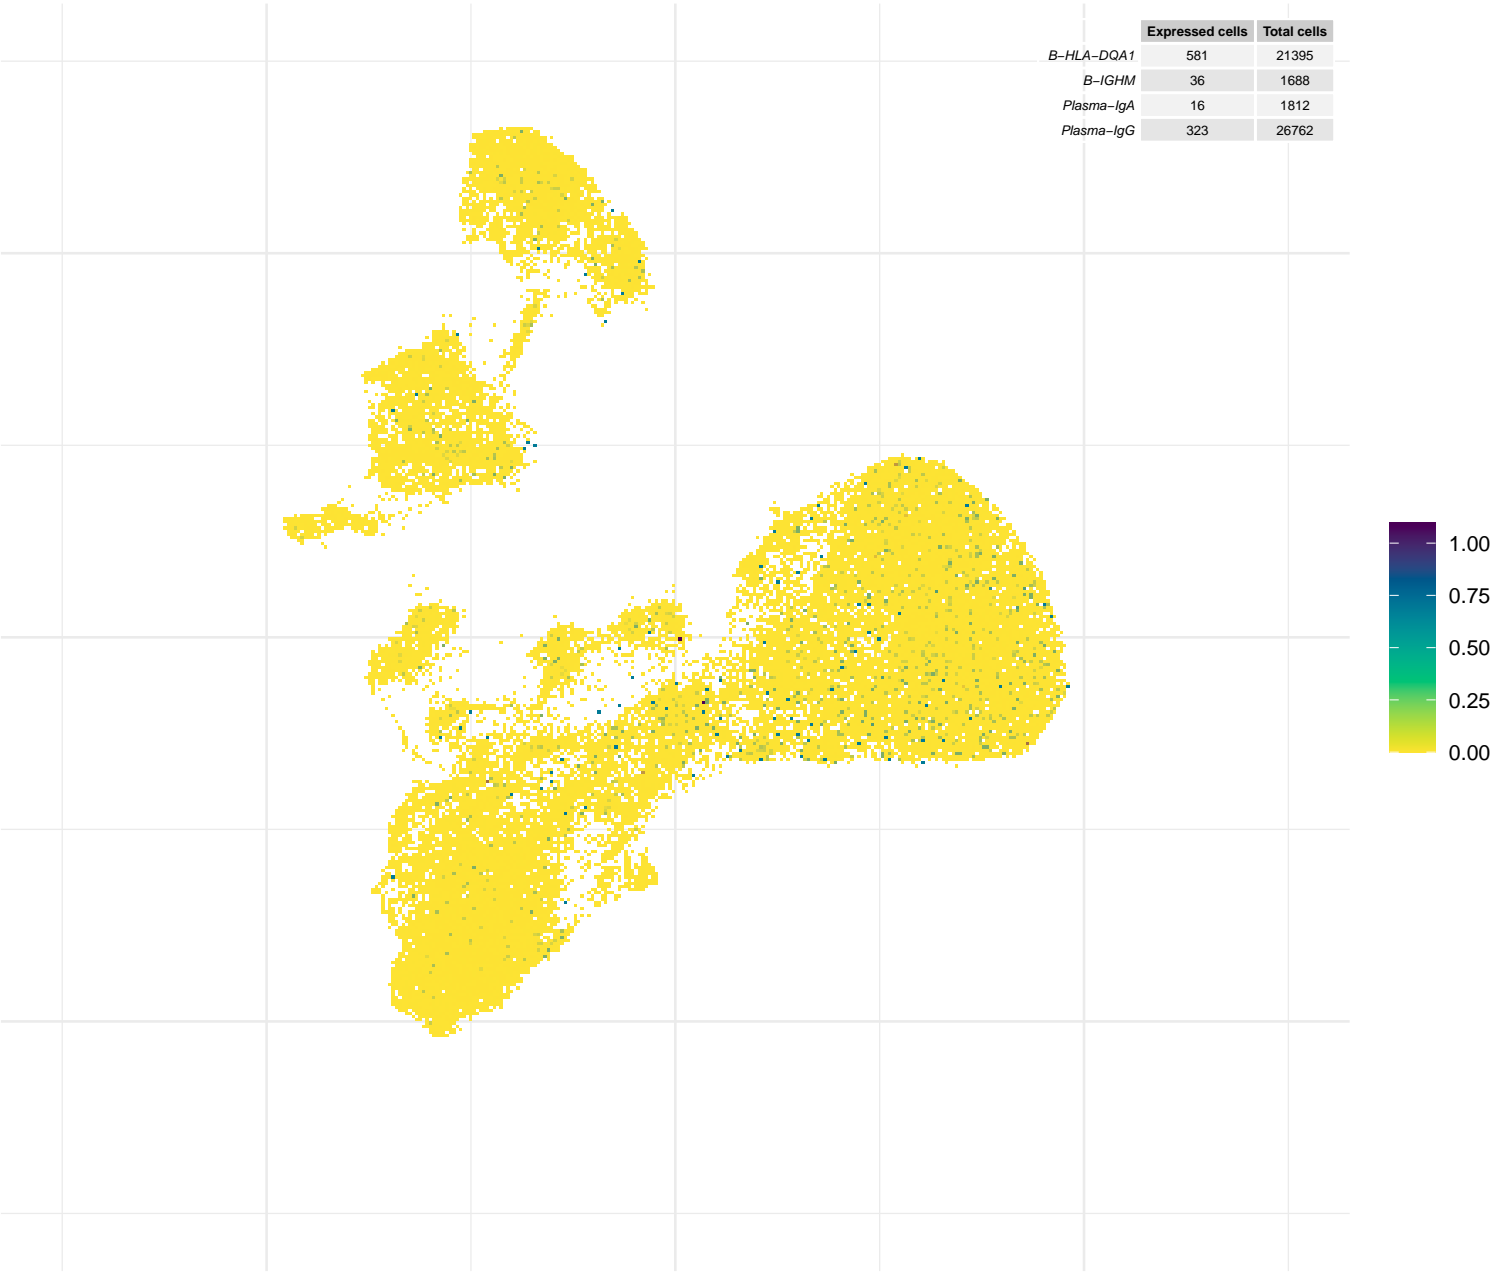 Expressed cells Total cells
B−HLA−DQA1 581 21395
B−IGHM 36 1688
Plasma−IgA 16 1812
Plasma−IgG 323 26762
1.00
0.75
0.50
0.25
0.00